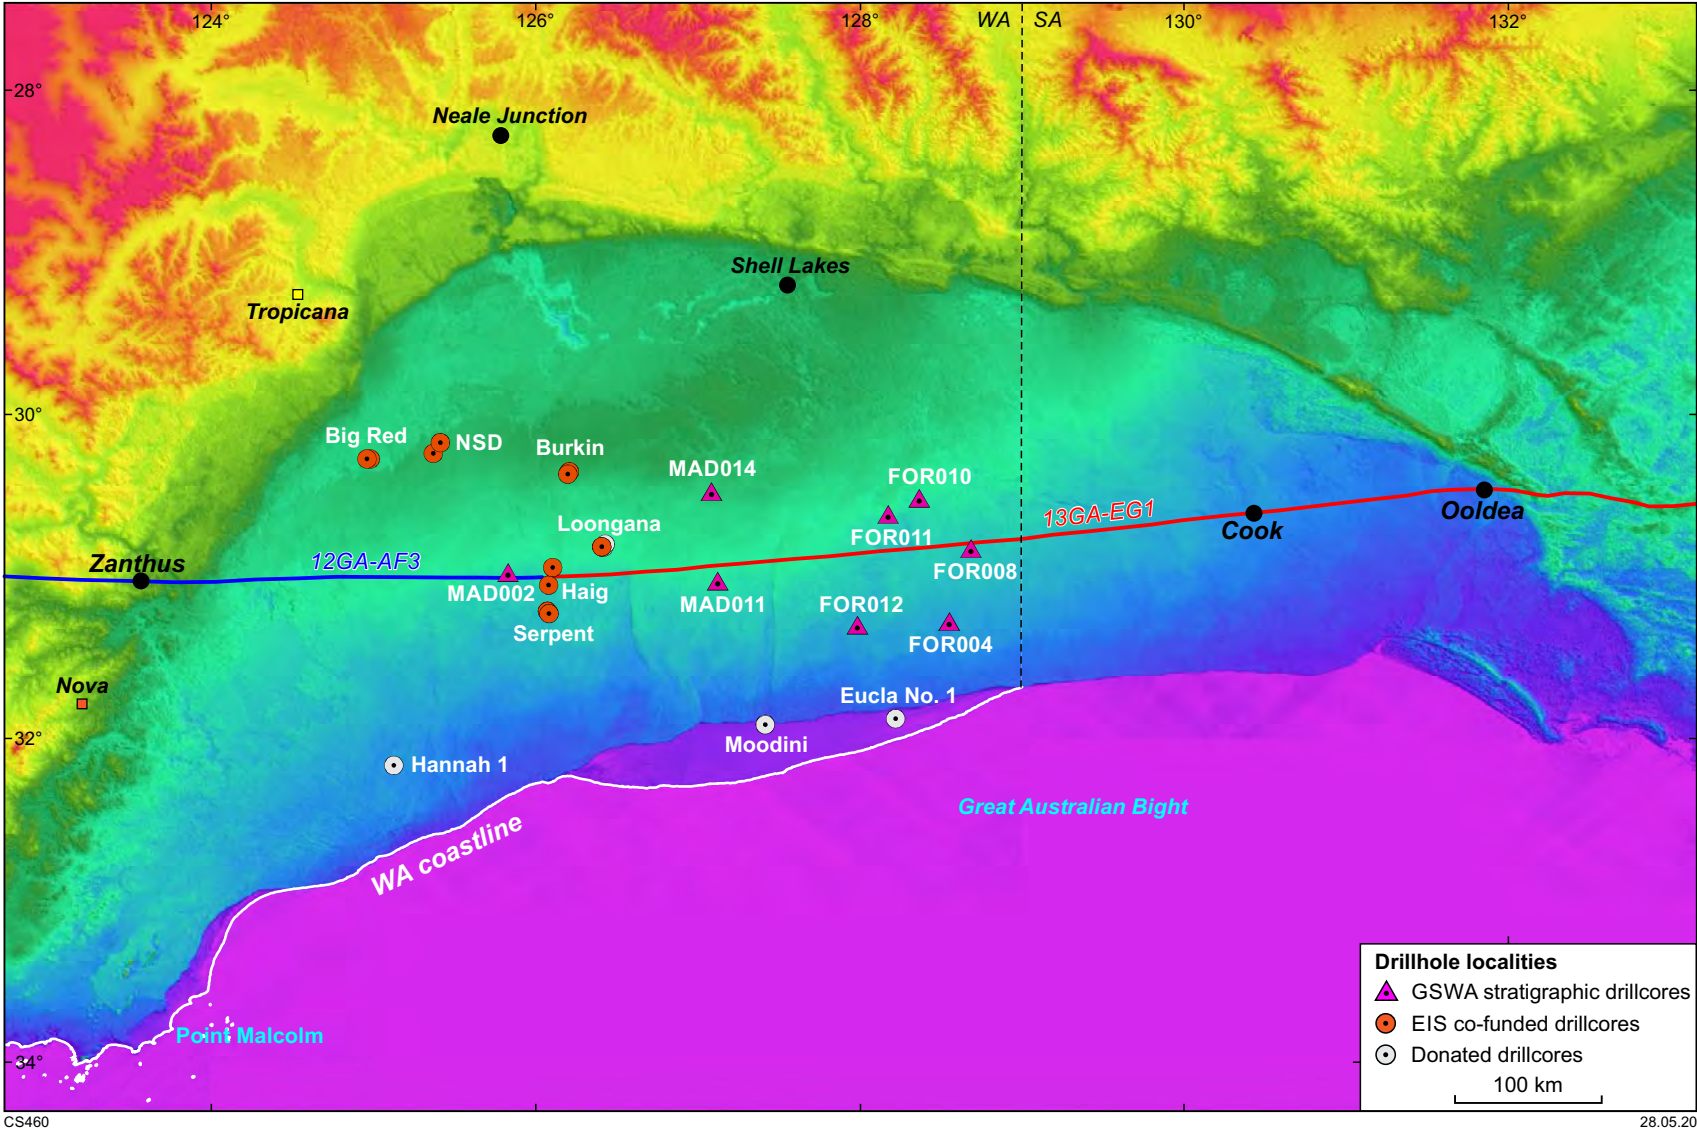 124°
126°
128°
WA
SA
130°
132°
28°
Neale Junction
Shell Lakes
Tropicana
30°
Big Red
NSD
Burkin
MAD014
FOR010
Loongana
FOR011
13GA-EG1
Cook
Ooldea
Zanthus
12GA-AF3
MAD002
Haig
MAD011
FOR008
FOR012
Serpent
FOR004
Nova
Eucla No. 1
32°
Moodini
Hannah 1
Great Australian Bight
WA coastline
Point Malcolm
34°
Drillhole localities
GSWA stratigraphic drillcores
EIS co-funded drillcores
Donated drillcores
100 km
CS460
28.05.20